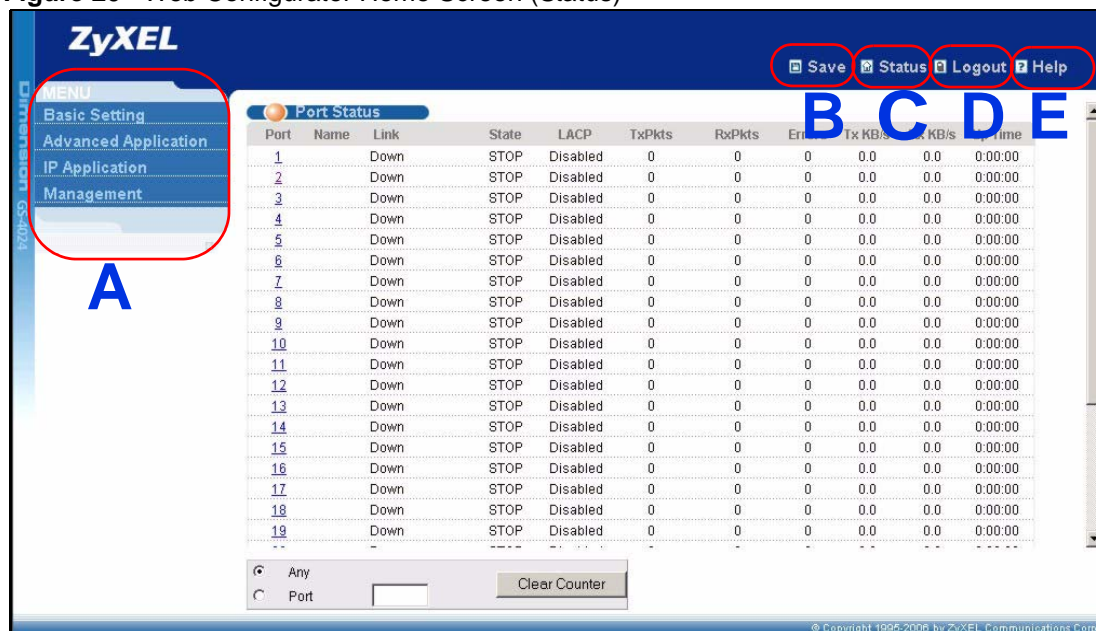 ZyXEL
Save Status Logout Help
B C D E
MENU
Basic Setting
Advanced Application
IP Application
Management
A
Dimension GS-4024
Port Status
Port Name Link State LACP TxPkts RxPkts Tx KB/s KB/s Time
1 Down STOP Disabled 0 0 0 0.0 0.0 0:00:00
2 Down STOP Disabled 0 0 0 0.0 0.0 0:00:00
3 Down STOP Disabled 0 0 0 0.0 0.0 0:00:00
4 Down STOP Disabled 0 0 0 0.0 0.0 0:00:00
5 Down STOP Disabled 0 0 0 0.0 0.0 0:00:00
6 Down STOP Disabled 0 0 0 0.0 0.0 0:00:00
7 Down STOP Disabled 0 0 0 0.0 0.0 0:00:00
8 Down STOP Disabled 0 0 0 0.0 0.0 0:00:00
9 Down STOP Disabled 0 0 0 0.0 0.0 0:00:00
10 Down STOP Disabled 0 0 0 0.0 0.0 0:00:00
11 Down STOP Disabled 0 0 0 0.0 0.0 0:00:00
12 Down STOP Disabled 0 0 0 0.0 0.0 0:00:00
13 Down STOP Disabled 0 0 0 0.0 0.0 0:00:00
14 Down STOP Disabled 0 0 0 0.0 0.0 0:00:00
15 Down STOP Disabled 0 0 0 0.0 0.0 0:00:00
16 Down STOP Disabled 0 0 0 0.0 0.0 0:00:00
17 Down STOP Disabled 0 0 0 0.0 0.0 0:00:00
18 Down STOP Disabled 0 0 0 0.0 0.0 0:00:00
19 Down STOP Disabled 0 0 0 0.0 0.0 0:00:00
Any
Port
Clear Counter
© Copyright 1995-2006 by ZyXEL Communications